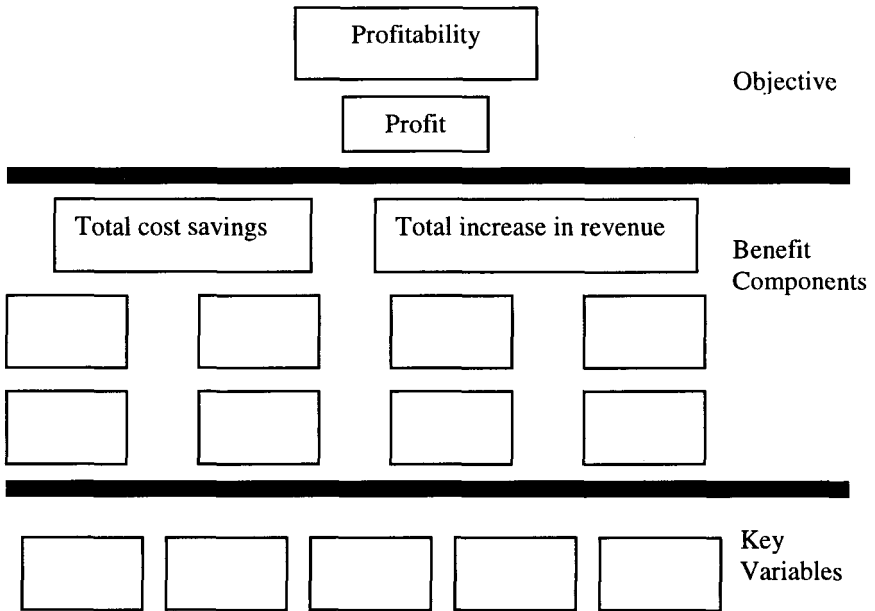 Profitability
Objective
Profit
Total cost savings
Total increase in revenue
Benefit
Components
Key
Variables